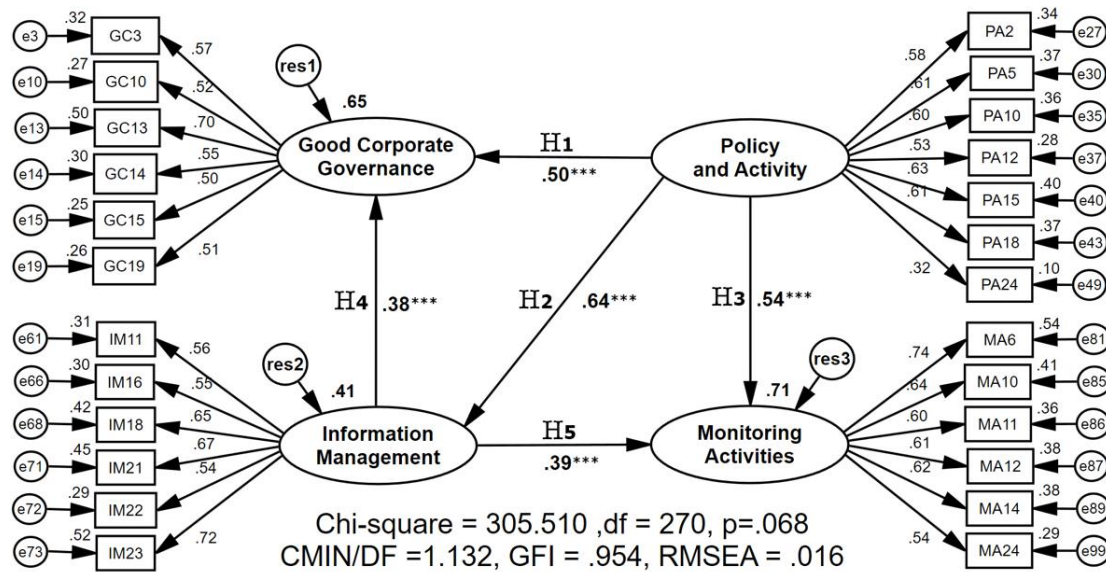 e3 .32 GC3 .57
e10 .27 GC10 .52
e13 .50 GC13 .70
e14 .30 GC14 .55
e15 .25 GC15 .50
e19 .26 GC19 .51
res1
.65
Good Corporate
Governance
H1
.50***
Policy
and Activity
.58 PA2 .34 e27
.61 PA5 .37 e30
.60 PA10 .36 e35
.53 PA12 .28 e37
.63 PA15 .40 e40
.61 PA18 .37 e43
.32 PA24 .10 e49
H4 .38***
H2 .64***
H3 .54***
e61 .31 IM11 .56
e66 .30 IM16 .55
e68 .42 IM18 .65
e71 .45 IM21 .67
e72 .29 IM22 .54
e73 .52 IM23 .72
res2
.41
Information
Management
H5
.39***
res3
.71
Monitoring
Activities
.74 MA6 .54 e81
.64 MA10 .41 e85
.60 MA11 .36 e86
.61 MA12 .38 e87
.62 MA14 .38 e89
.54 MA24 .29 e99
Chi-square = 305.510 ,df = 270, p=.068
CMIN/DF =1.132, GFI = .954, RMSEA = .016